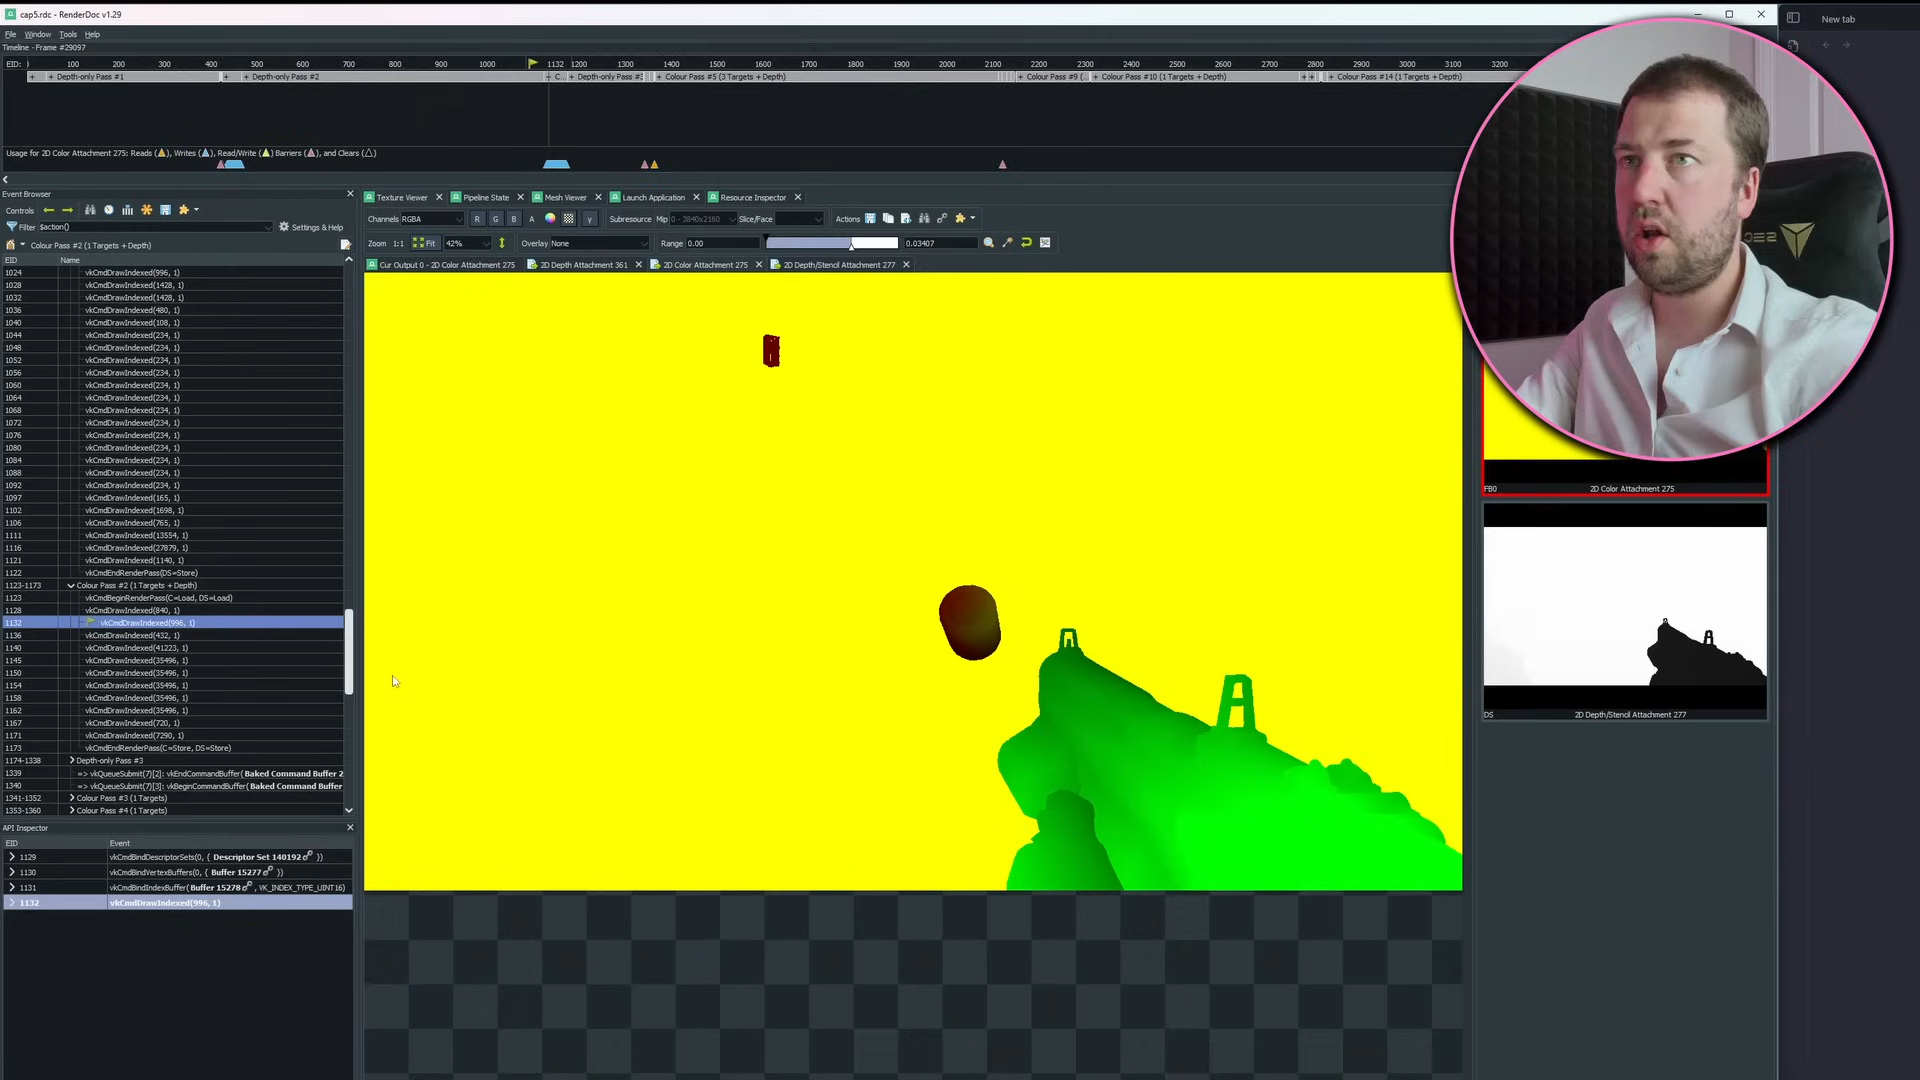 cap5.rdc - RenderDoc v1.29
New tab
File Window Tools Help
Timeline - Frame #29097
EID: 100 200 300 400 500 600 700 800 900 1000 1132 1200 1300 1400 1500 1600 1700 1800 1900 2000 2100 2200 2300 2400 2500 2600 2700 2800 2900 3000 3100 3200
+ + Depth-only Pass #1 + + Depth-only Pass #2 + C... + Depth-only Pass #3 + + Colour Pass #5 (3 Targets + Depth) + Colour Pass #9 (... + Colour Pass #10 (1 Targets + Depth) + + + Colour Pass #14 (1 Targets + Depth)
Usage for 2D Color Attachment 275: Reads ( ), Writes ( ), Read/Write ( ) Barriers ( ), and Clears ( )
Event Browser
Controls
Filter $action() Settings & Help
Colour Pass #2 (1 Targets + Depth)
EID Name
1024 vkCmdDrawIndexed(996, 1)
1028 vkCmdDrawIndexed(1428, 1)
1032 vkCmdDrawIndexed(1428, 1)
1036 vkCmdDrawIndexed(480, 1)
1040 vkCmdDrawIndexed(108, 1)
1044 vkCmdDrawIndexed(234, 1)
1048 vkCmdDrawIndexed(234, 1)
1052 vkCmdDrawIndexed(234, 1)
1056 vkCmdDrawIndexed(234, 1)
1060 vkCmdDrawIndexed(234, 1)
1064 vkCmdDrawIndexed(234, 1)
1068 vkCmdDrawIndexed(234, 1)
1072 vkCmdDrawIndexed(234, 1)
1076 vkCmdDrawIndexed(234, 1)
1080 vkCmdDrawIndexed(234, 1)
1084 vkCmdDrawIndexed(234, 1)
1088 vkCmdDrawIndexed(234, 1)
1092 vkCmdDrawIndexed(234, 1)
1097 vkCmdDrawIndexed(165, 1)
1102 vkCmdDrawIndexed(1698, 1)
1106 vkCmdDrawIndexed(765, 1)
1111 vkCmdDrawIndexed(13554, 1)
1116 vkCmdDrawIndexed(27879, 1)
1121 vkCmdDrawIndexed(1140, 1)
1122 vkCmdEndRenderPass(DS=Store)
1123-1173 Colour Pass #2 (1 Targets + Depth)
1123 vkCmdBeginRenderPass(C=Load, DS=Load)
1128 vkCmdDrawIndexed(840, 1)
1132 vkCmdDrawIndexed(996, 1)
1136 vkCmdDrawIndexed(432, 1)
1140 vkCmdDrawIndexed(41223, 1)
1145 vkCmdDrawIndexed(35496, 1)
1150 vkCmdDrawIndexed(35496, 1)
1154 vkCmdDrawIndexed(35496, 1)
1158 vkCmdDrawIndexed(35496, 1)
1162 vkCmdDrawIndexed(35496, 1)
1167 vkCmdDrawIndexed(720, 1)
1171 vkCmdDrawIndexed(7290, 1)
1173 vkCmdEndRenderPass(C=Store, DS=Store)
1174-1338 Depth-only Pass #3
1339 => vkQueueSubmit(7)[2]: vkEndCommandBuffer(Baked Command Buffer 2
1340 => vkQueueSubmit(7)[3]: vkBeginCommandBuffer(Baked Command Buffer
1341-1352 Colour Pass #3 (1 Targets)
1353-1360 Colour Pass #4 (1 Targets)
API Inspector
EID Event
1129 vkCmdBindDescriptorSets(0, { Descriptor Set 140192 })
1130 vkCmdBindVertexBuffers(0, { Buffer 15277 })
1131 vkCmdBindIndexBuffer(Buffer 15278 , VK_INDEX_TYPE_UINT16)
1132 vkCmdDrawIndexed(996, 1)
Texture Viewer Pipeline State Mesh Viewer Launch Application Resource Inspector
Channels RGBA R G B A γ Subresource Mip 0 - 3840x2160 Slice/Face Actions
Zoom 1:1 Fit 42% Overlay None Range 0.00 0.03407
Cur Output 0 - 2D Color Attachment 275 2D Depth Attachment 361 2D Color Attachment 275 2D Depth/Stencil Attachment 277
FB0 2D Color Attachment 275
DS 2D Depth/Stencil Attachment 277